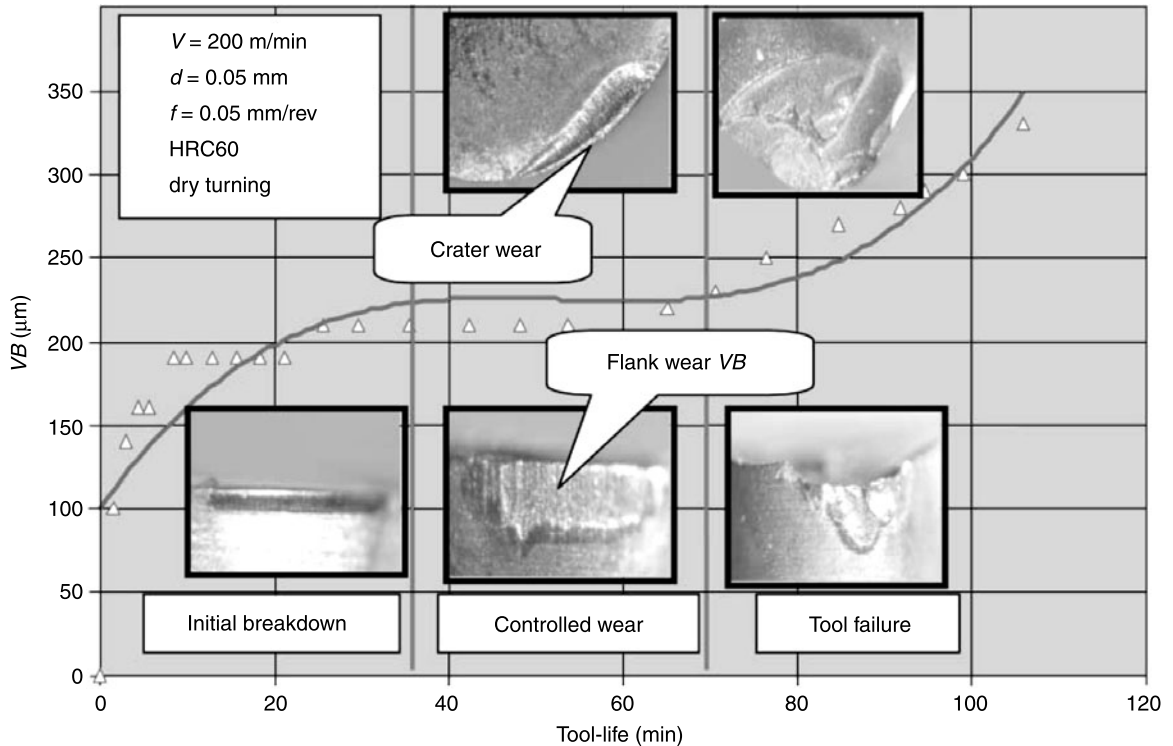 V = 200 m/min
d = 0.05 mm
f = 0.05 mm/rev
HRC60
dry turning
Crater wear
Flank wear VB
Initial breakdown
Controlled wear
Tool failure
VB (μm)
350
300
250
200
150
100
50
0
0 20 40 60 80 100 120
Tool-life (min)